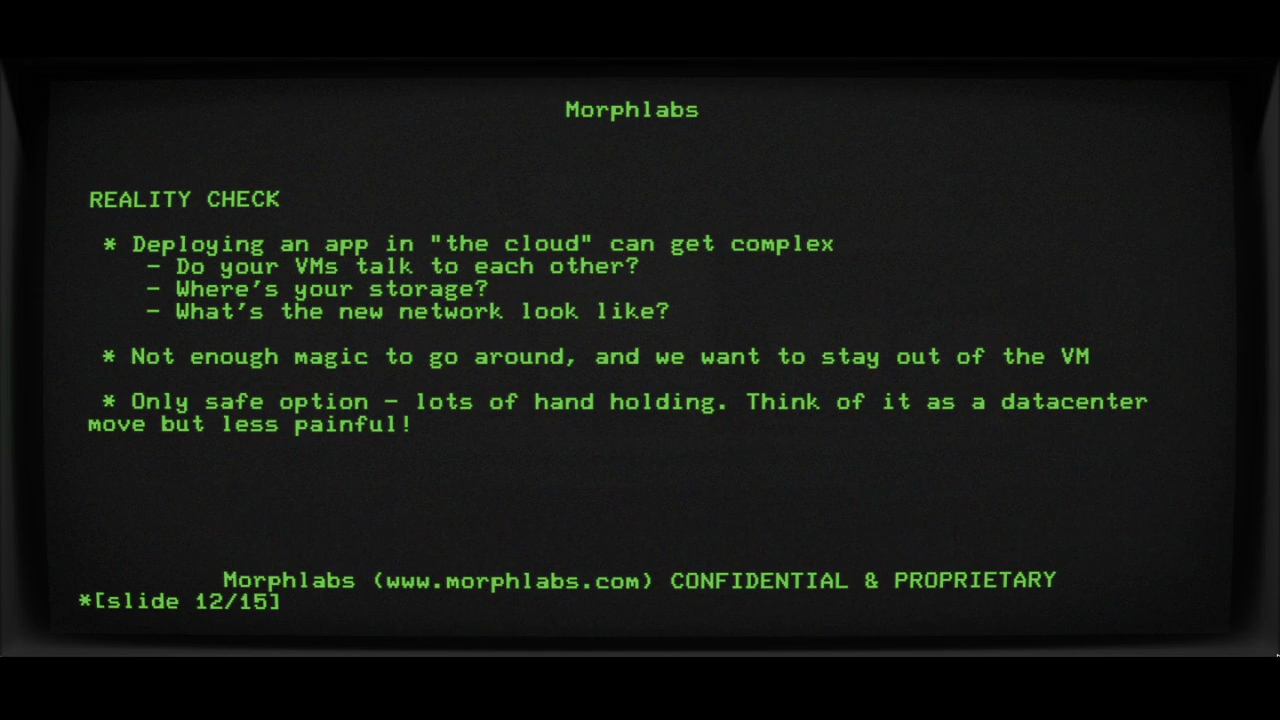 Morphlabs
REALITY CHECK
* Deploying an app in "the cloud" can get complex
- Do your VMs talk to each other?
- Where's your storage?
- What's the new network look like?
* Not enough magic to go around, and we want to stay out of the VM
* Only safe option - lots of hand holding. Think of it as a datacenter
move but less painful!
Morphlabs (www.morphlabs.com) CONFIDENTIAL & PROPRIETARY
*[slide 12/15]